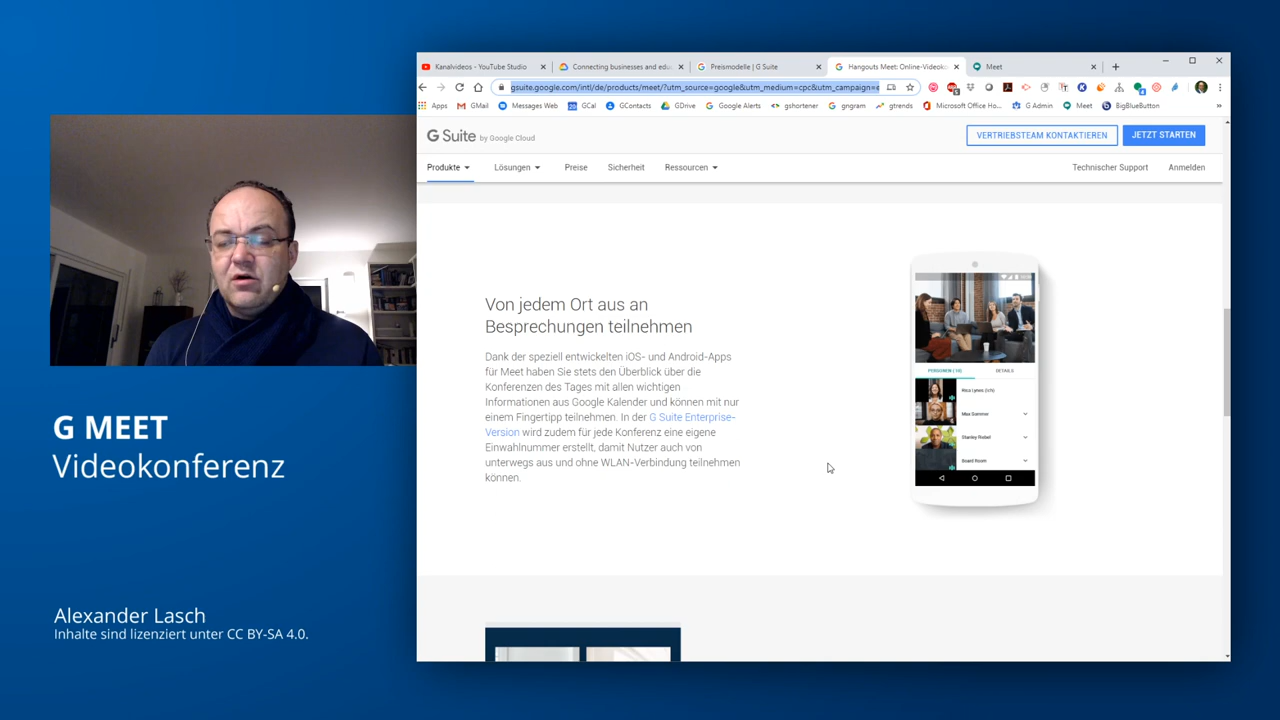 Kanalvideos - YouTube Studio
Connecting businesses and edu
Preismodelle | G Suite
Hangouts Meet: Online-Videoko
Meet
gsuite.google.com/intl/de/products/meet/?utm_source=google&utm_medium=cpc&utm_campaign=e
Apps
GMail
Messages Web
GCal
GContacts
GDrive
Google Alerts
gshortener
gngram
gtrends
Microsoft Office Ho...
G Admin
Meet
BigBlueButton
G Suite by Google Cloud
VERTRIEBSTEAM KONTAKTIEREN
JETZT STARTEN
Produkte
Lösungen
Preise
Sicherheit
Ressourcen
Technischer Support
Anmelden
Von jedem Ort aus an
Besprechungen teilnehmen
Dank der speziell entwickelten iOS- und Android-Apps
für Meet haben Sie stets den Überblick über die
Konferenzen des Tages mit allen wichtigen
Informationen aus Google Kalender und können mit nur
einem Fingertipp teilnehmen. In der G Suite Enterprise-
Version wird zudem für jede Konferenz eine eigene
Einwahlnummer erstellt, damit Nutzer auch von
unterwegs aus und ohne WLAN-Verbindung teilnehmen
können.
PERSONEN (10)
DETAILS
Max Sommer
Board Room
G MEET
Videokonferenz
Alexander Lasch
Inhalte sind lizenziert unter CC BY-SA 4.0.